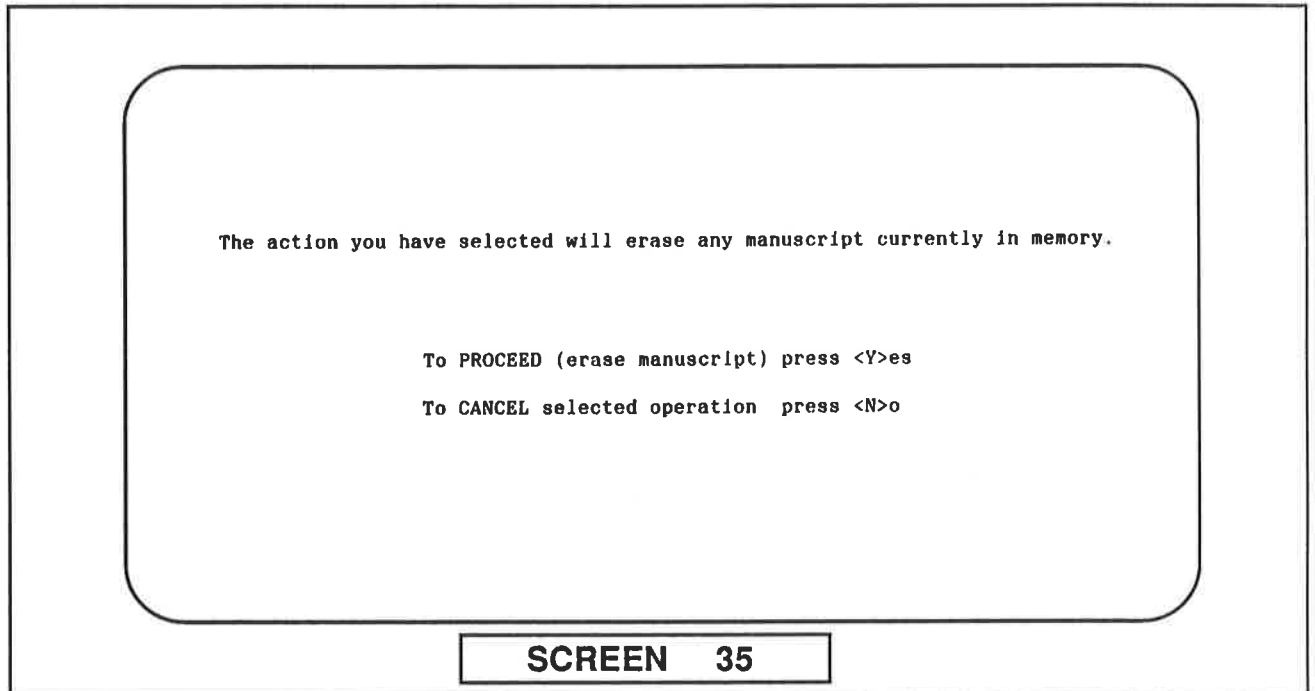 The action you have selected will erase any manuscript currently in memory.
To PROCEED (erase manuscript) press <Y>es
To CANCEL selected operation  press <N>o
SCREEN 35